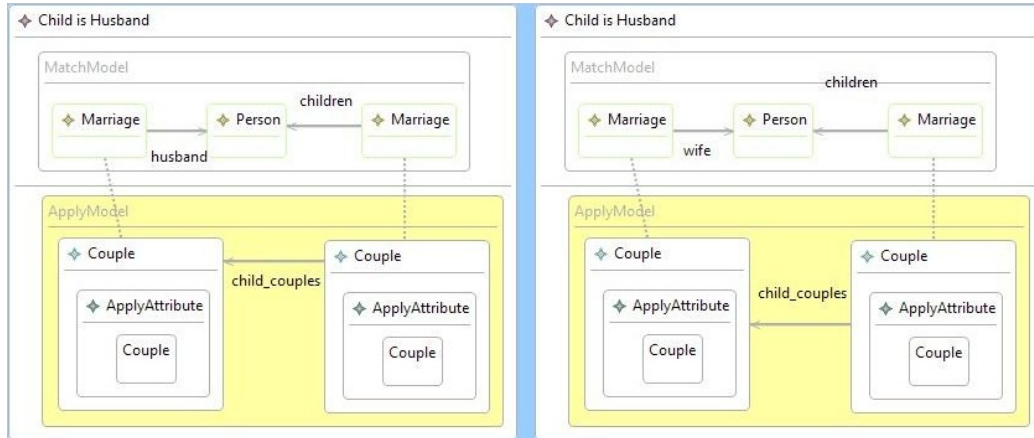 Child is Husband
MatchModel
children
Marriage
Person
Marriage
husband
ApplyModel
Couple
Couple
child_couples
ApplyAttribute
ApplyAttribute
Couple
Couple
Child is Husband
MatchModel
children
Marriage
Person
Marriage
wife
ApplyModel
Couple
Couple
child_couples
ApplyAttribute
ApplyAttribute
Couple
Couple